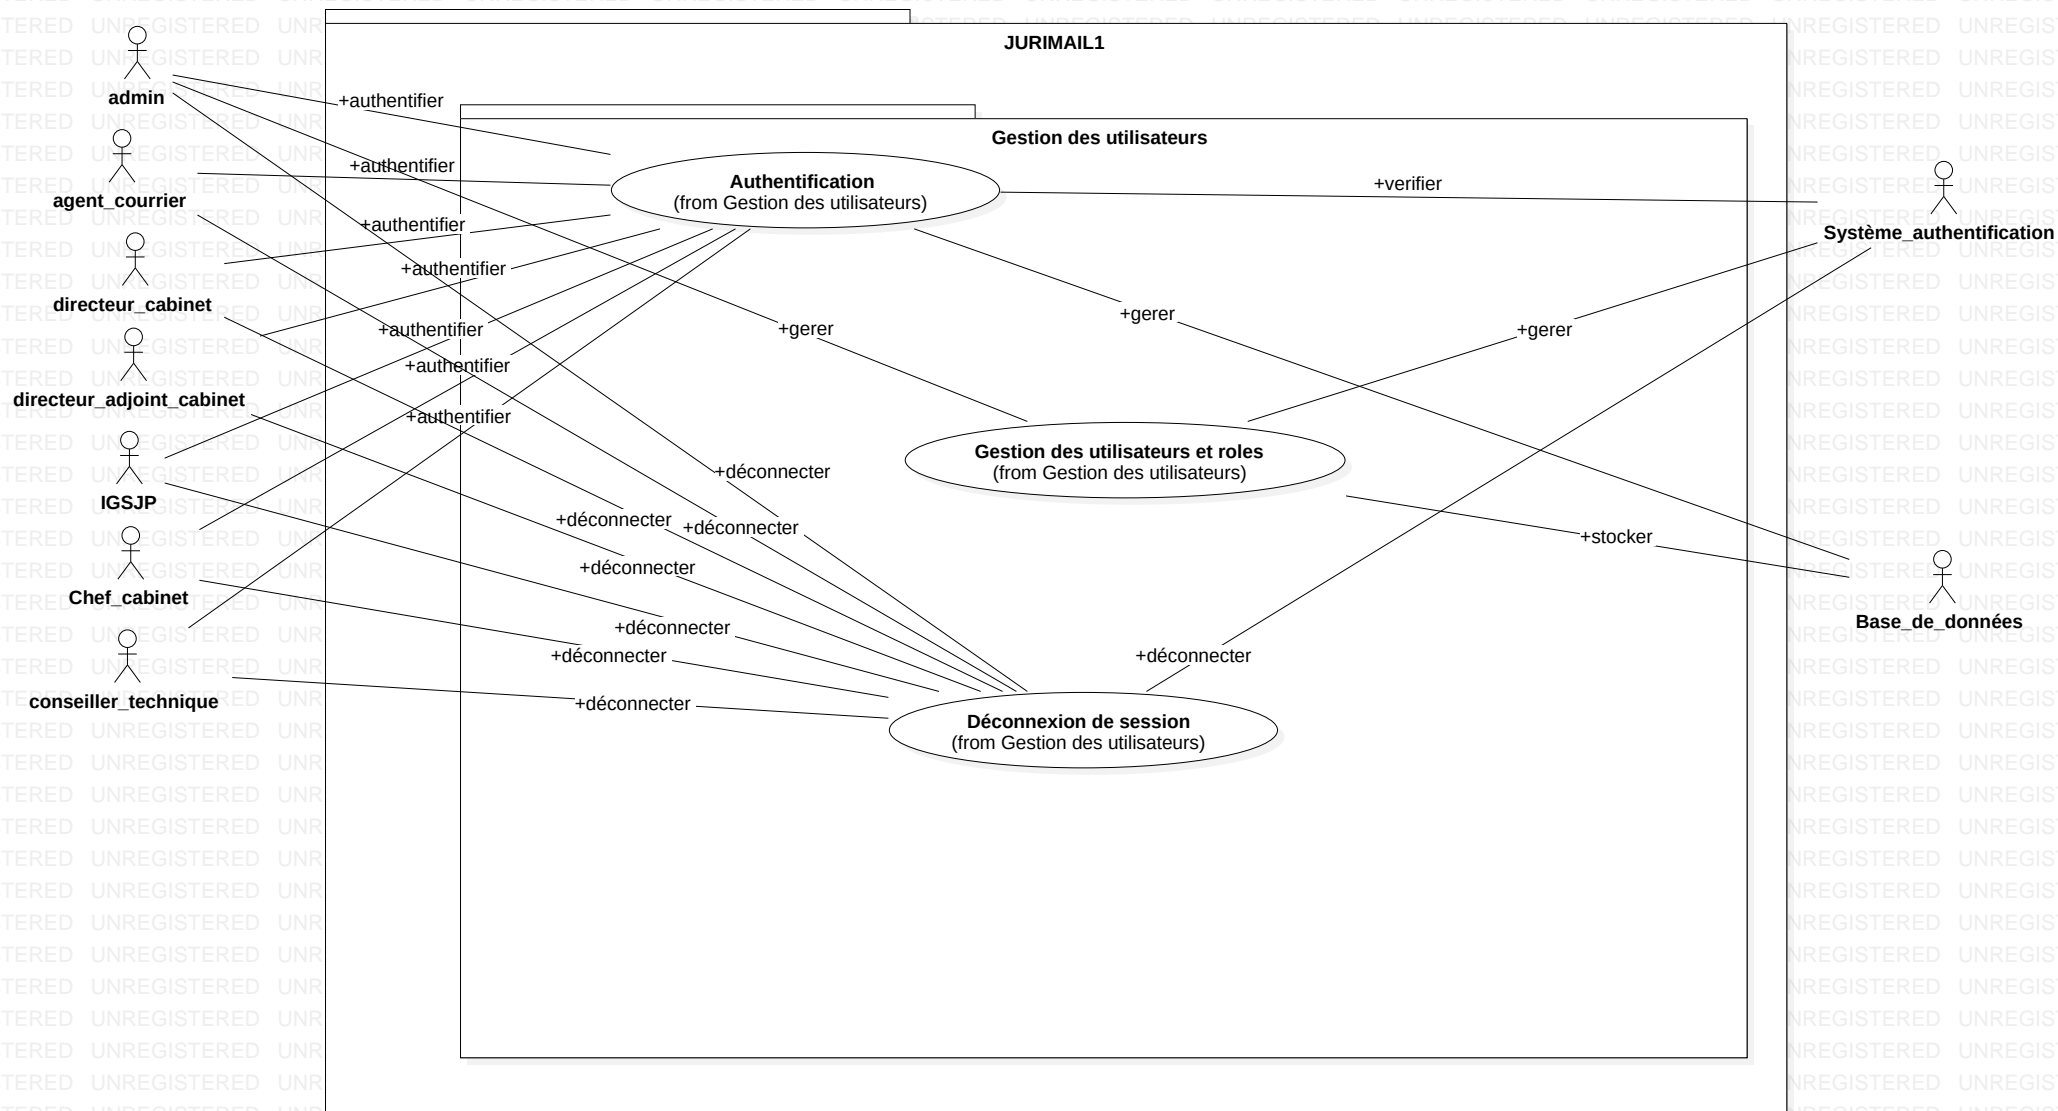 JURIMAIL1
admin
+authentifier
Gestion des utilisateurs
+authentifier
Authentification
(from Gestion des utilisateurs)
+verifier
agent_courrier
+authentifier
Système_authentification
+authentifier
directeur_cabinet
+gerer
+gerer
+authentifier
+gerer
+authentifier
directeur_adjoint_cabinet
+authentifier
Gestion des utilisateurs et roles
(from Gestion des utilisateurs)
+déconnecter
IGSJP
+déconnecter
+déconnecter
+stocker
+déconnecter
Chef_cabinet
Base_de_données
+déconnecter
+déconnecter
+déconnecter
conseiller_technique
+déconnecter
Déconnexion de session
(from Gestion des utilisateurs)
UNREGISTERED